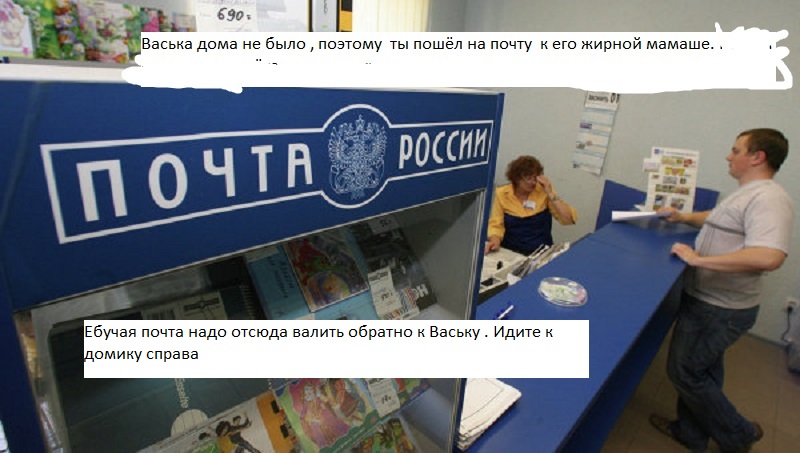 690=
Васька дома не было , поэтому ты пошёл на почту к его жирной мамаше.
ПОЧТА РОССИИ
Ебучая почта надо отсюда валить обратно к Ваську . Идите к
домику справа